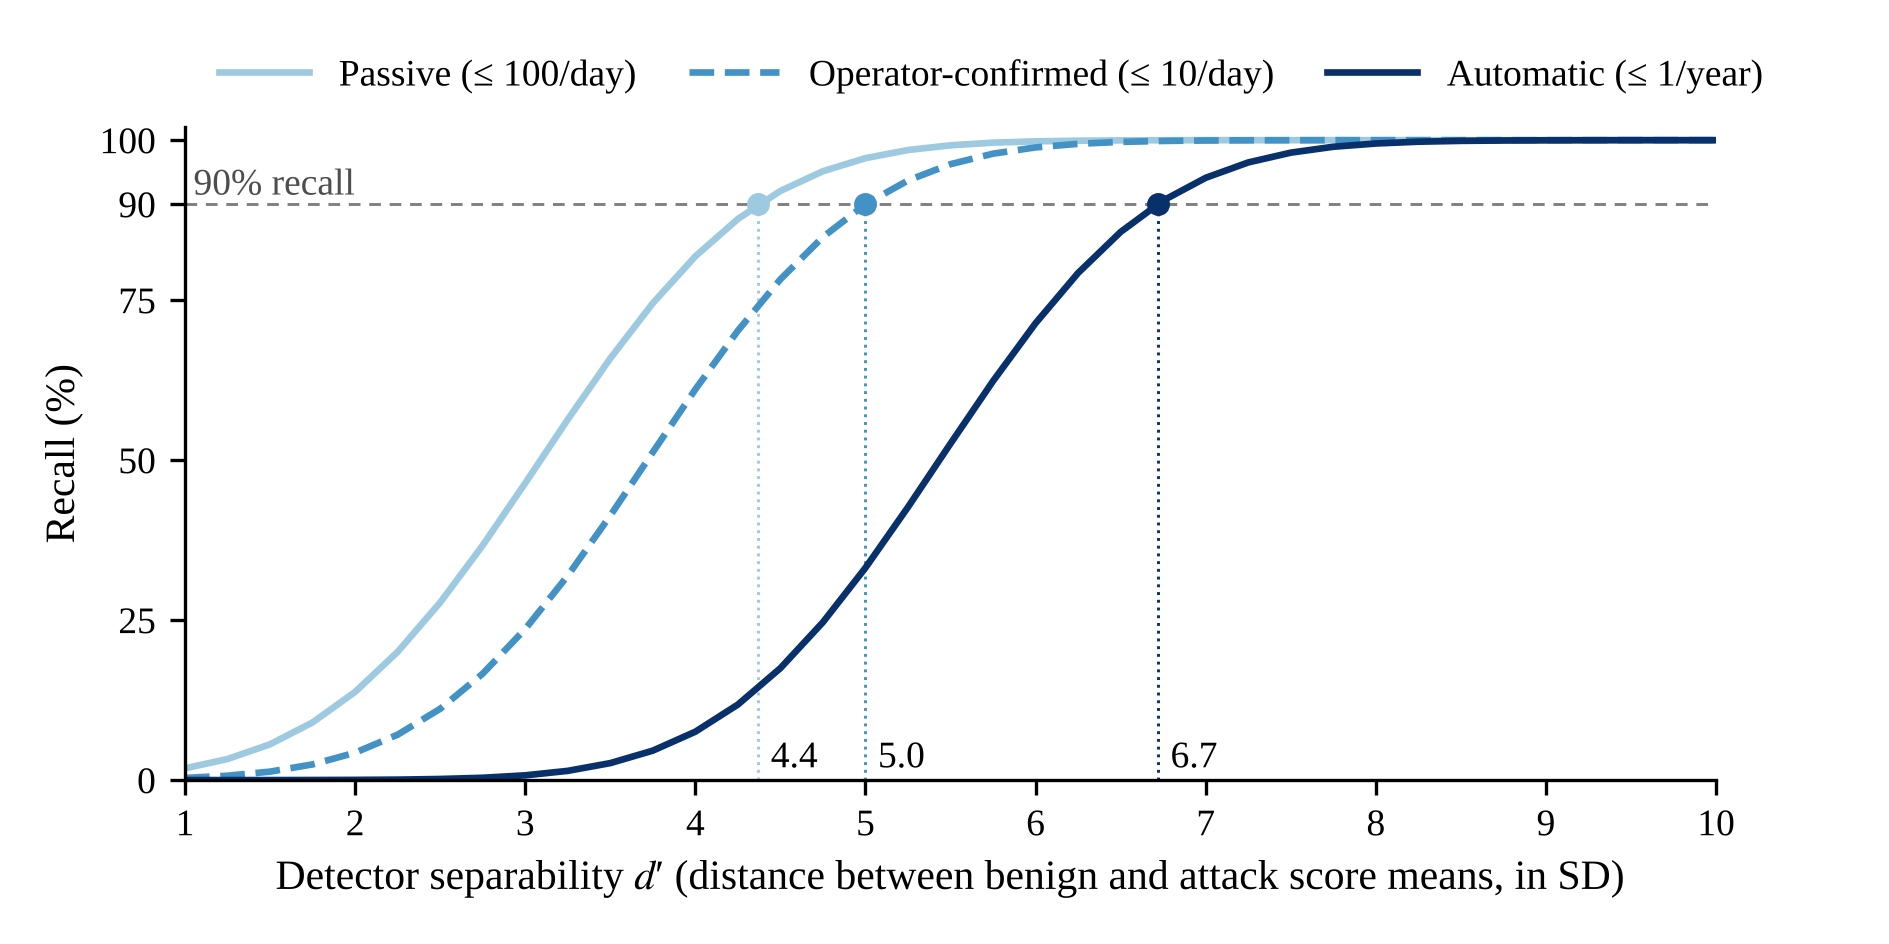 Passive (≤ 100/day) Operator-confirmed (≤ 10/day) Automatic (≤ 1/year)
100
90% recall
90
75
50
25
0
Recall (%)
4.4 5.0 6.7
1 2 3 4 5 6 7 8 9 10
Detector separability d′ (distance between benign and attack score means, in SD)